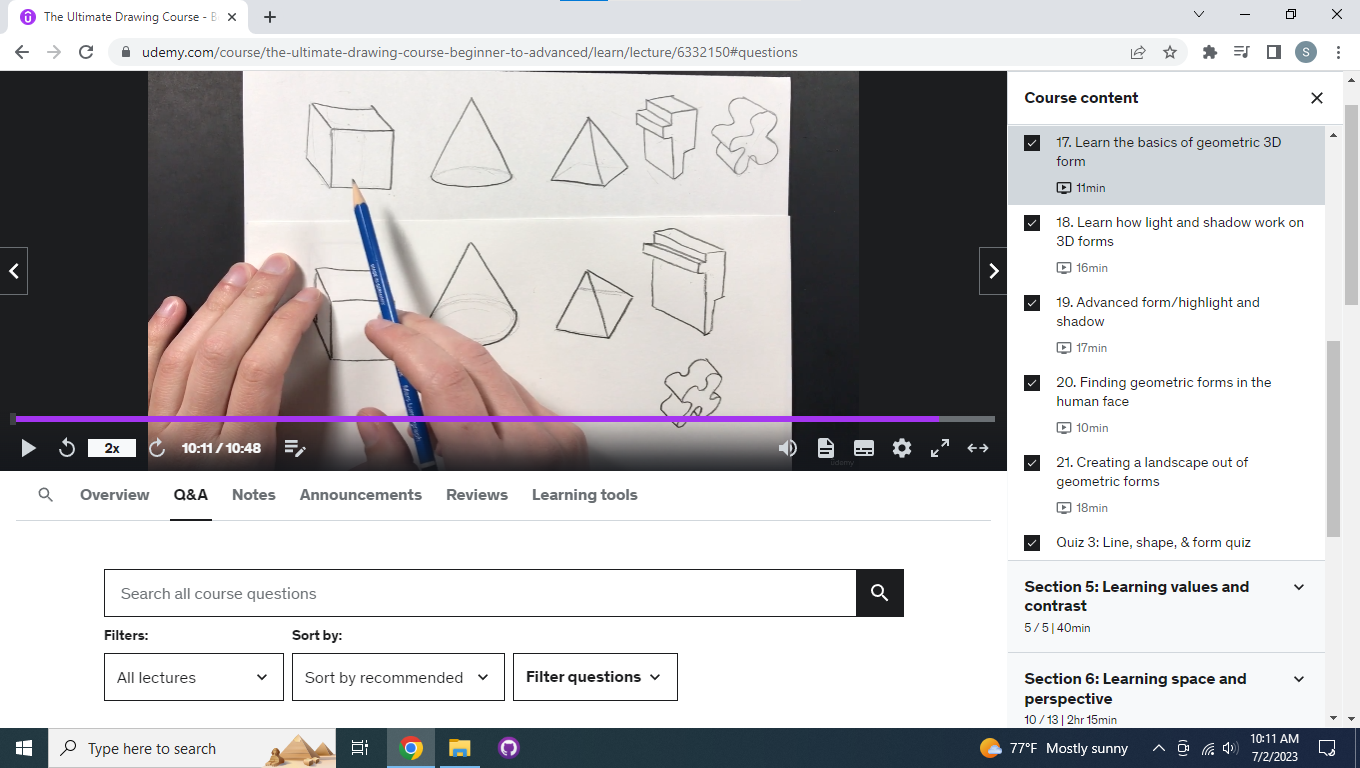 The Ultimate Drawing Course - B
udemy.com/course/the-ultimate-drawing-course-beginner-to-advanced/learn/lecture/6332150#questions
S
2x
10:11 / 10:48
Udemy
Overview
Q&A
Notes
Announcements
Reviews
Learning tools
Search all course questions
Filters:
Sort by:
All lectures
Sort by recommended
Filter questions
Course content
17. Learn the basics of geometric 3D
form
11min
18. Learn how light and shadow work on
3D forms
16min
19. Advanced form/highlight and
shadow
17min
20. Finding geometric forms in the
human face
10min
21. Creating a landscape out of
geometric forms
18min
Quiz 3: Line, shape, & form quiz
Section 5: Learning values and
contrast
5 / 5 | 40min
Section 6: Learning space and
perspective
10 / 13 | 2hr 15min
Type here to search
77°F Mostly sunny
10:11 AM
7/2/2023